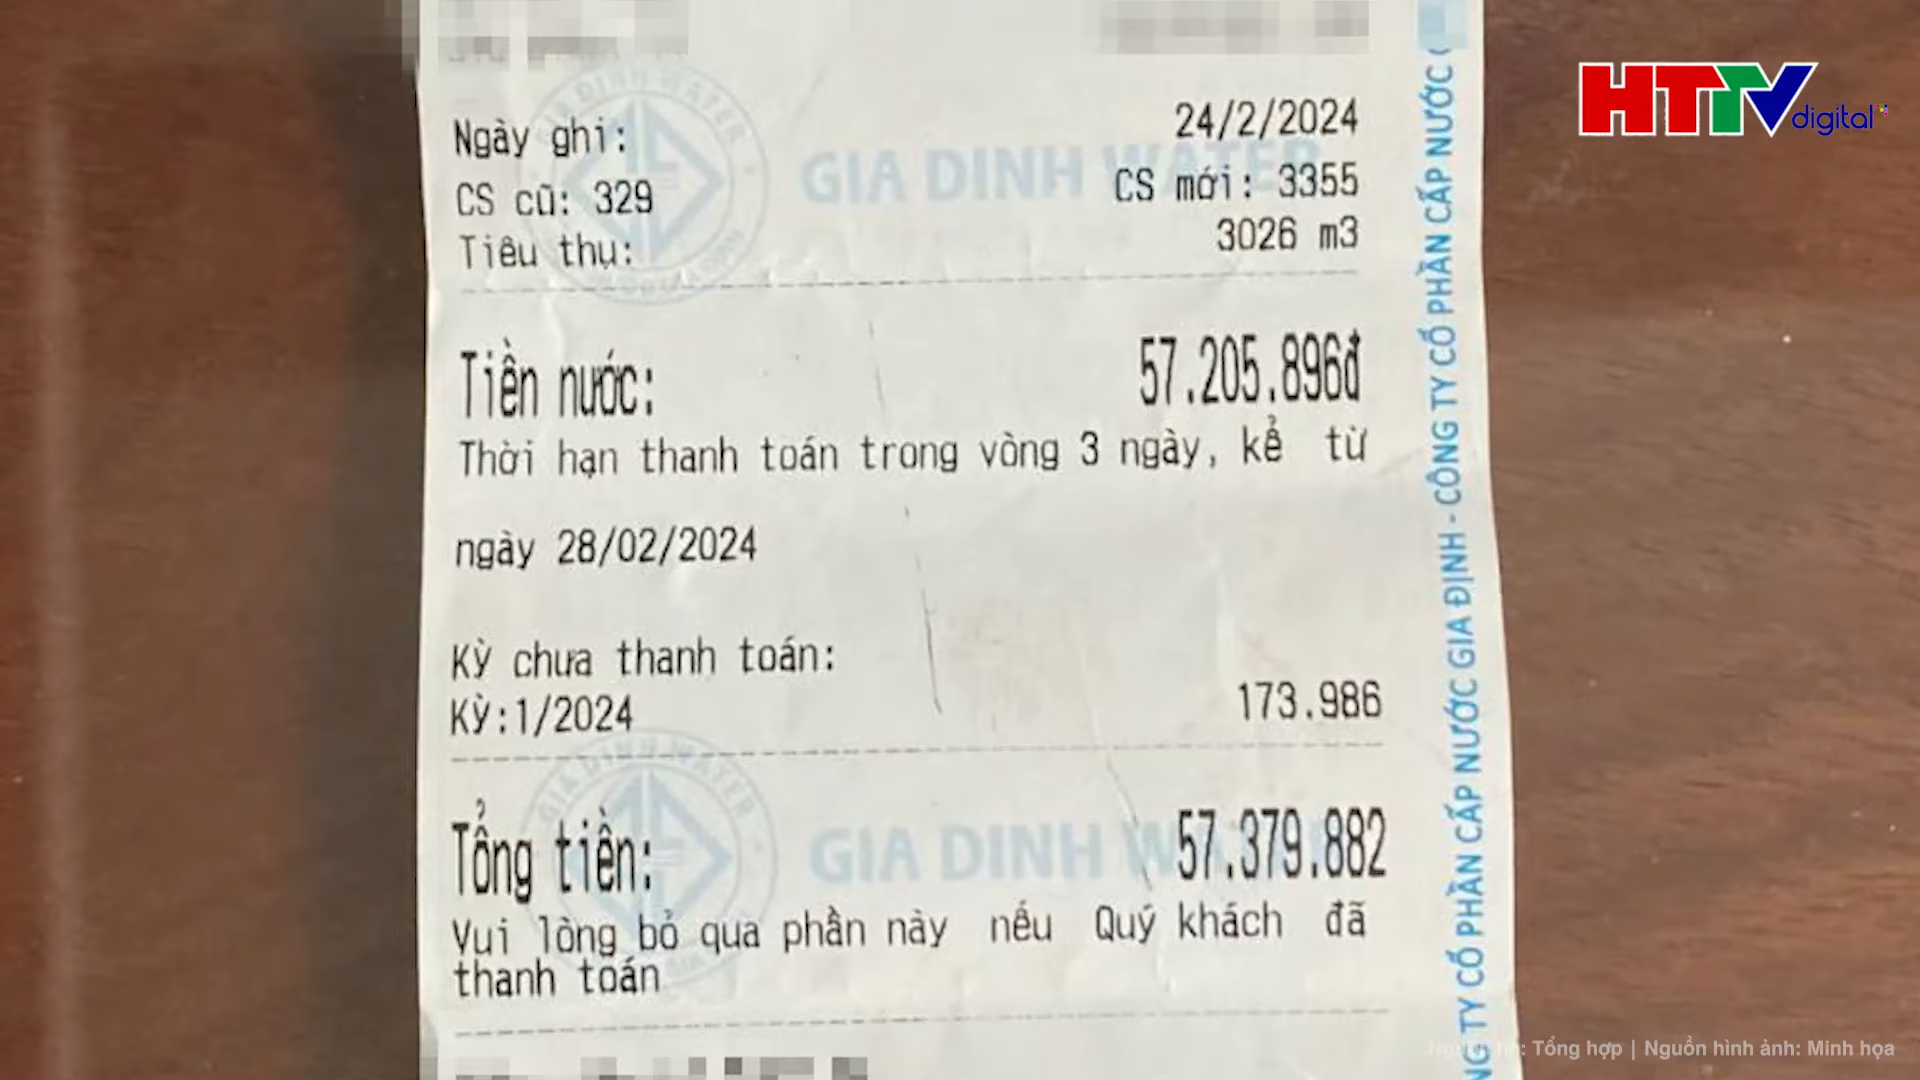 HTTV digital
Ngày ghi: 24/2/2024
CS cũ: 329 CS mới: 3355
Tiêu thụ: 3026 m3
GIA DINH WATER
Tiền nước: 57.205.896đ
Thời hạn thanh toán trong vòng 3 ngày, kể từ
ngày 28/02/2024
Kỳ chưa thanh toán:
Kỳ:1/2024 173.986
GIA DINH WATER
Tổng tiền: 57.379.882
GIA DINH
Vui lòng bỏ qua phần này nếu Quý khách đã
thanh toán
TY CỔ PHẦN CẤP NƯỚC GIA ĐỊNH - CÔNG TY CỔ PHẦN CẤP NƯỚC
Tổng hợp | Nguồn hình ảnh: Minh họa